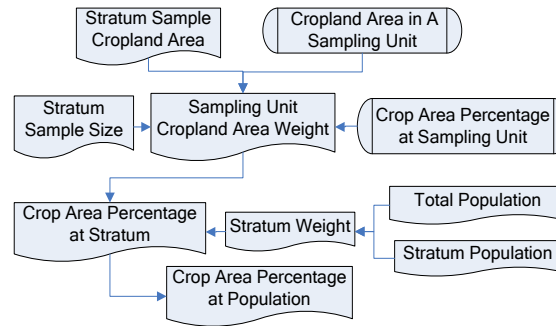 Stratum Sample
Cropland Area
Cropland Area in A
Sampling Unit
Stratum
Sample Size
Sampling Unit
Cropland Area Weight
Crop Area Percentage
at Sampling Unit
Crop Area Percentage
at Stratum
Stratum Weight
Total Population
Stratum Population
Crop Area Percentage
at Population